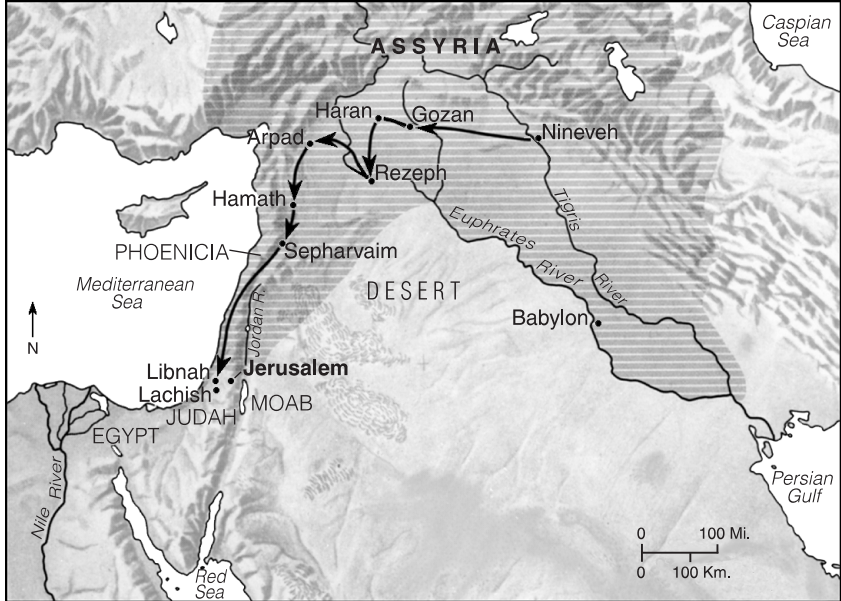 Caspian
Sea
ASSYRIA
Haran
Gozan
Arpad
Nineveh
Rezeph
Hamath
Tigris
River
Euphrates
River
PHOENICIA
Sepharvaim
Mediterranean
Sea
DESERT
Jordan R.
Babylon
N
Libnah
Jerusalem
Lachish
JUDAH
MOAB
EGYPT
Nile River
Persian
Gulf
0 100 Mi.
0 100 Km.
Red
Sea